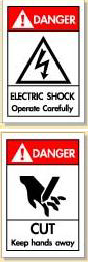 DANGER
ELECTRIC SHOCK
Operate Carefully
DANGER
CUT
Keep hands away